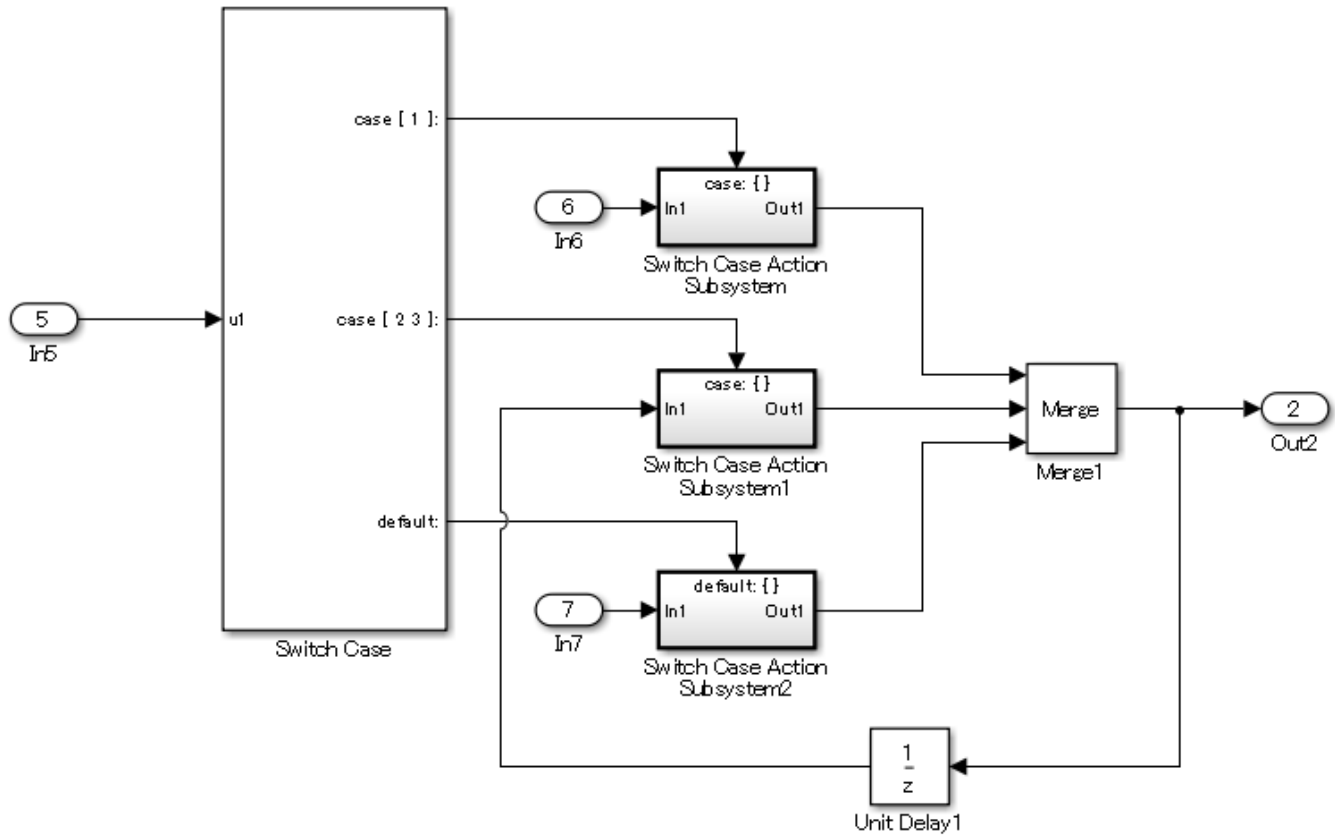 case [ 1 ]:
case: { }
In1
Out1
6
In6
Switch Case Action
Subsystem
5
In5
u1
case [ 2 3 ]:
case: { }
In1
Out1
Switch Case Action
Subsystem1
Merge
Merge1
2
Out2
default:
default: { }
In1
Out1
7
In7
Switch Case Action
Subsystem2
Switch Case
1
z
Unit Delay1